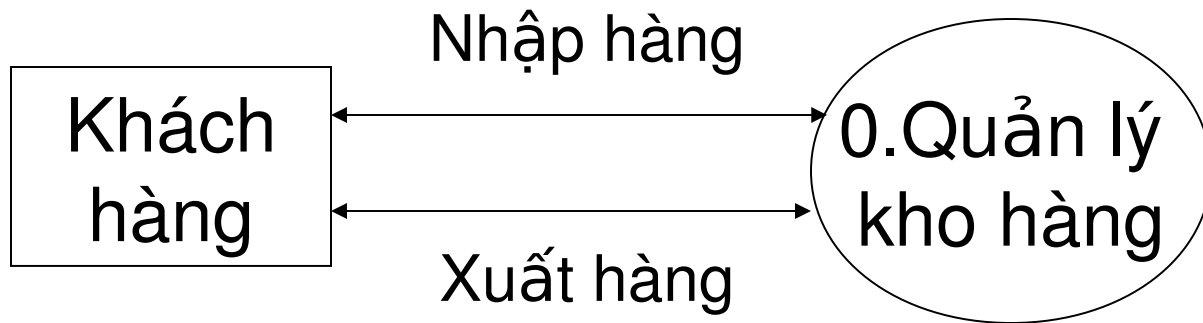 Nhập hàng
Khách
hàng
0.Quản lý
kho hàng
Xuất hàng